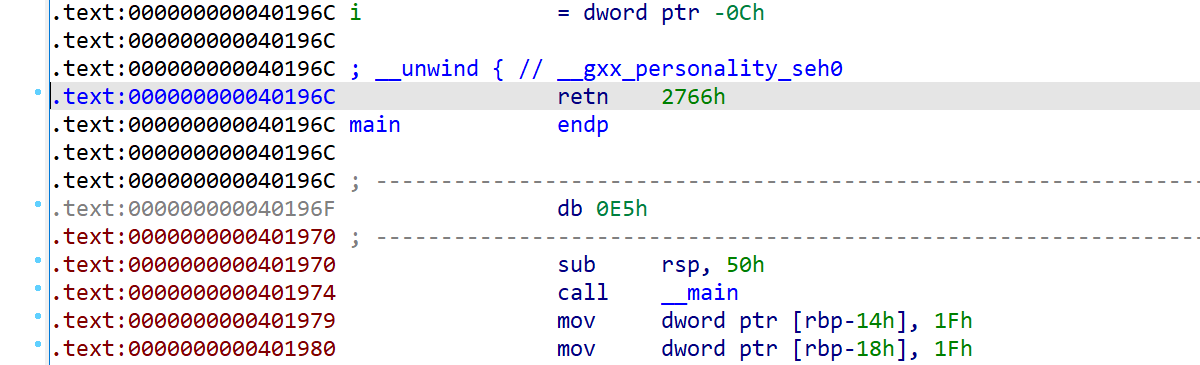 .text:000000000040196C i               = dword ptr -0Ch
.text:000000000040196C
.text:000000000040196C ; __unwind { // __gxx_personality_seh0
.text:000000000040196C                 retn    2766h
.text:000000000040196C main            endp
.text:000000000040196C
.text:000000000040196C ; ---------------------------------------------------------------
.text:000000000040196F                 db 0E5h
.text:0000000000401970 ; ---------------------------------------------------------------
.text:0000000000401970                 sub     rsp, 50h
.text:0000000000401974                 call    __main
.text:0000000000401979                 mov     dword ptr [rbp-14h], 1Fh
.text:0000000000401980                 mov     dword ptr [rbp-18h], 1Fh